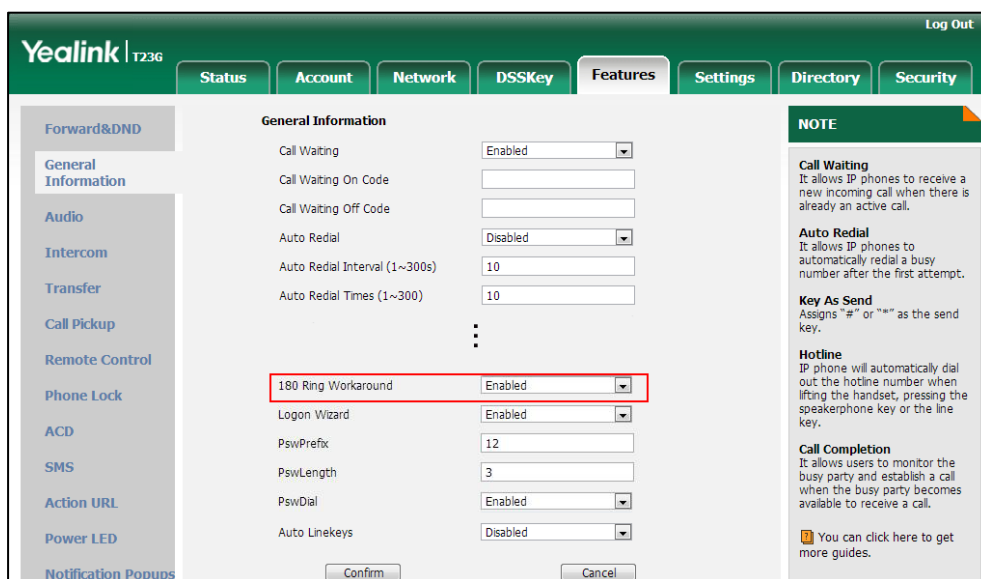 Log Out
Yealink | T23G
Status Account Network DSSKey Features Settings Directory Security
Forward&DND
General
Information
Audio
Intercom
Transfer
Call Pickup
Remote Control
Phone Lock
ACD
SMS
Action URL
Power LED
Notification Popups
General Information
Call Waiting Enabled
Call Waiting On Code
Call Waiting Off Code
Auto Redial Disabled
Auto Redial Interval (1~300s) 10
Auto Redial Times (1~300) 10
180 Ring Workaround Enabled
Logon Wizard Enabled
PswPrefix 12
PswLength 3
PswDial Enabled
Auto Linekeys Disabled
Confirm Cancel
NOTE
Call Waiting
It allows IP phones to receive a
new incoming call when there is
already an active call.
Auto Redial
It allows IP phones to
automatically redial a busy
number after the first attempt.
Key As Send
Assigns "#" or "*" as the send
key.
Hotline
IP phone will automatically dial
out the hotline number when
lifting the handset, pressing the
speakerphone key or the line
key.
Call Completion
It allows users to monitor the
busy party and establish a call
when the busy party becomes
available to receive a call.
You can click here to get
more guides.